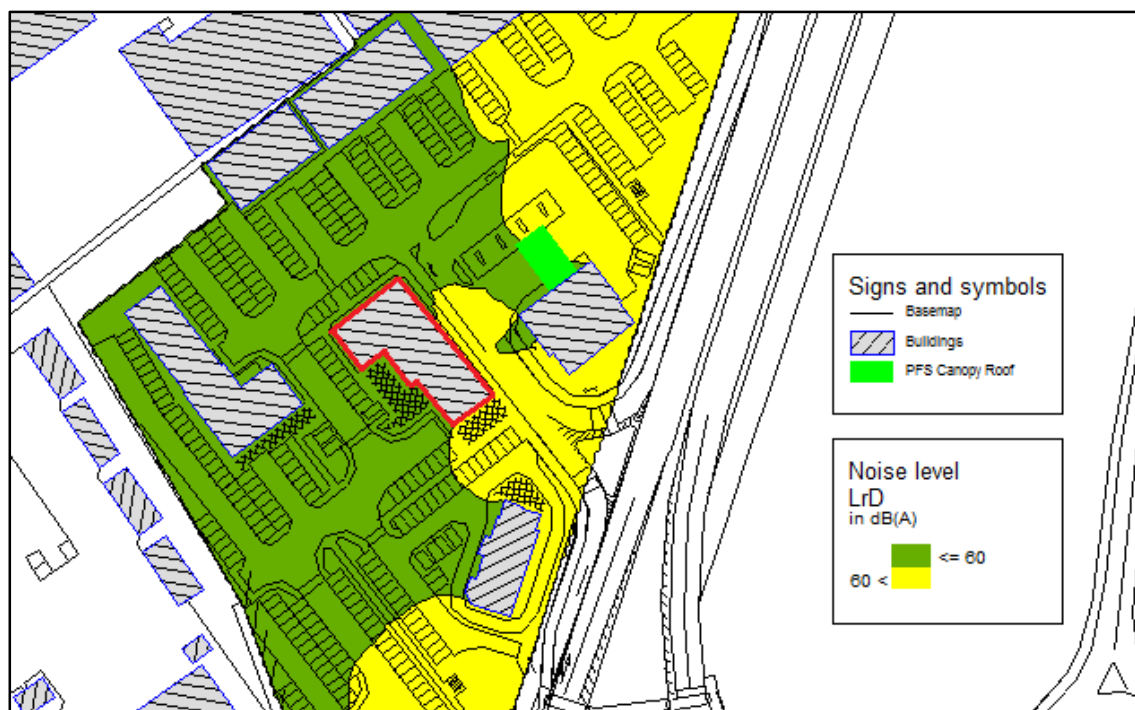 Signs and symbols
Basemap
Buildings
PFS Canopy Roof
Noise level
LrD
in dB(A)
<= 60
60 <